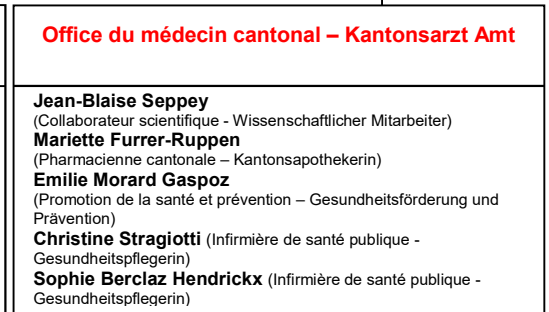 Office du médecin cantonal – Kantonsarzt Amt
Jean-Blaise Seppey
(Collaborateur scientifique - Wissenschaftlicher Mitarbeiter)
Mariette Furrer-Ruppen
(Pharmacienne cantonale – Kantonsapothekerin)
Emilie Morard Gaspoz
(Promotion de la santé et prévention – Gesundheitsförderung und
Prävention)
Christine Stragiotti (Infirmière de santé publique -
Gesundheitspflegerin)
Sophie Berclaz Hendrickx (Infirmière de santé publique -
Gesundheitspflegerin)